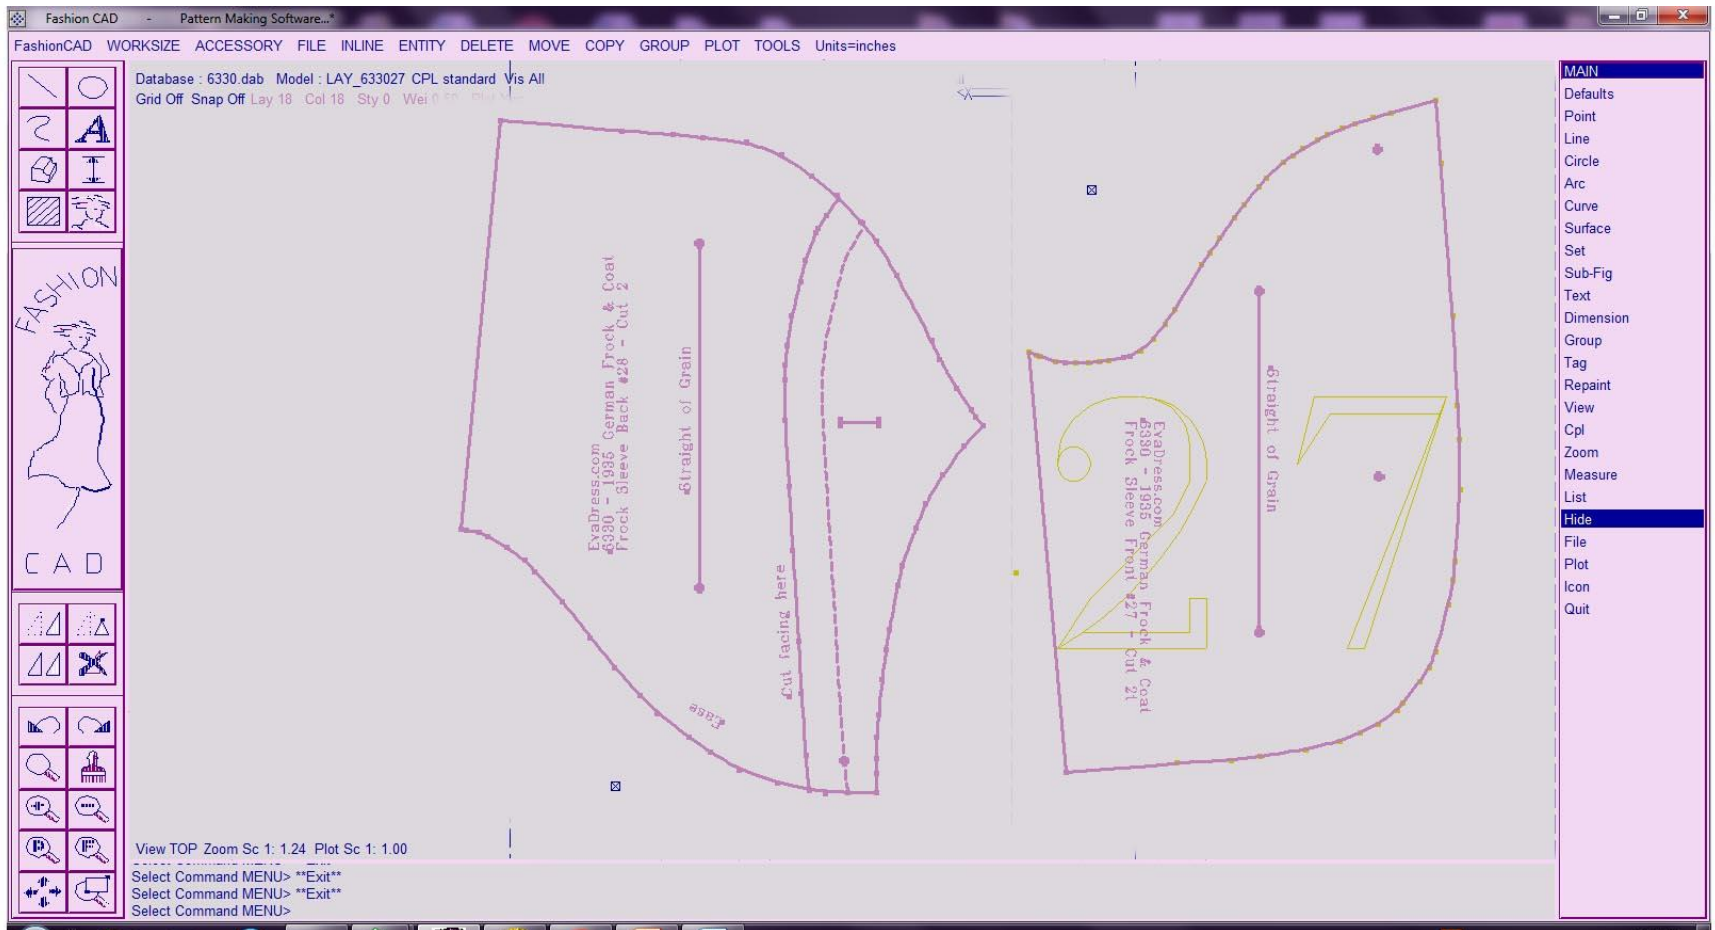 Fashion CAD - Pattern Making Software...*
FashionCAD WORKSIZE ACCESSORY FILE INLINE ENTITY DELETE MOVE COPY GROUP PLOT TOOLS Units=inches
Database : 6330.dab Model : LAY_633027 CPL standard Vis All
Grid Off Snap Off Lay 18 Col 18 Sty 0 Wei
A
FASHION
CAD
X
EvaDress.com
6330 - 1935 German Frock & Coat
Frock Sleeve Back #28 - Cut 2
Straight of Grain
Cut facing here
Ease
27
EvaDress.com
6330 - 1935 German Frock & Coat
Frock Sleeve Front #27 - Cut 2t
Straight of Grain
View TOP Zoom Sc 1: 1.24 Plot Sc 1: 1.00
Select Command MENU> **Exit**
Select Command MENU> **Exit**
Select Command MENU>
MAIN
Defaults
Point
Line
Circle
Arc
Curve
Surface
Set
Sub-Fig
Text
Dimension
Group
Tag
Repaint
View
Cpl
Zoom
Measure
List
Hide
File
Plot
Icon
Quit